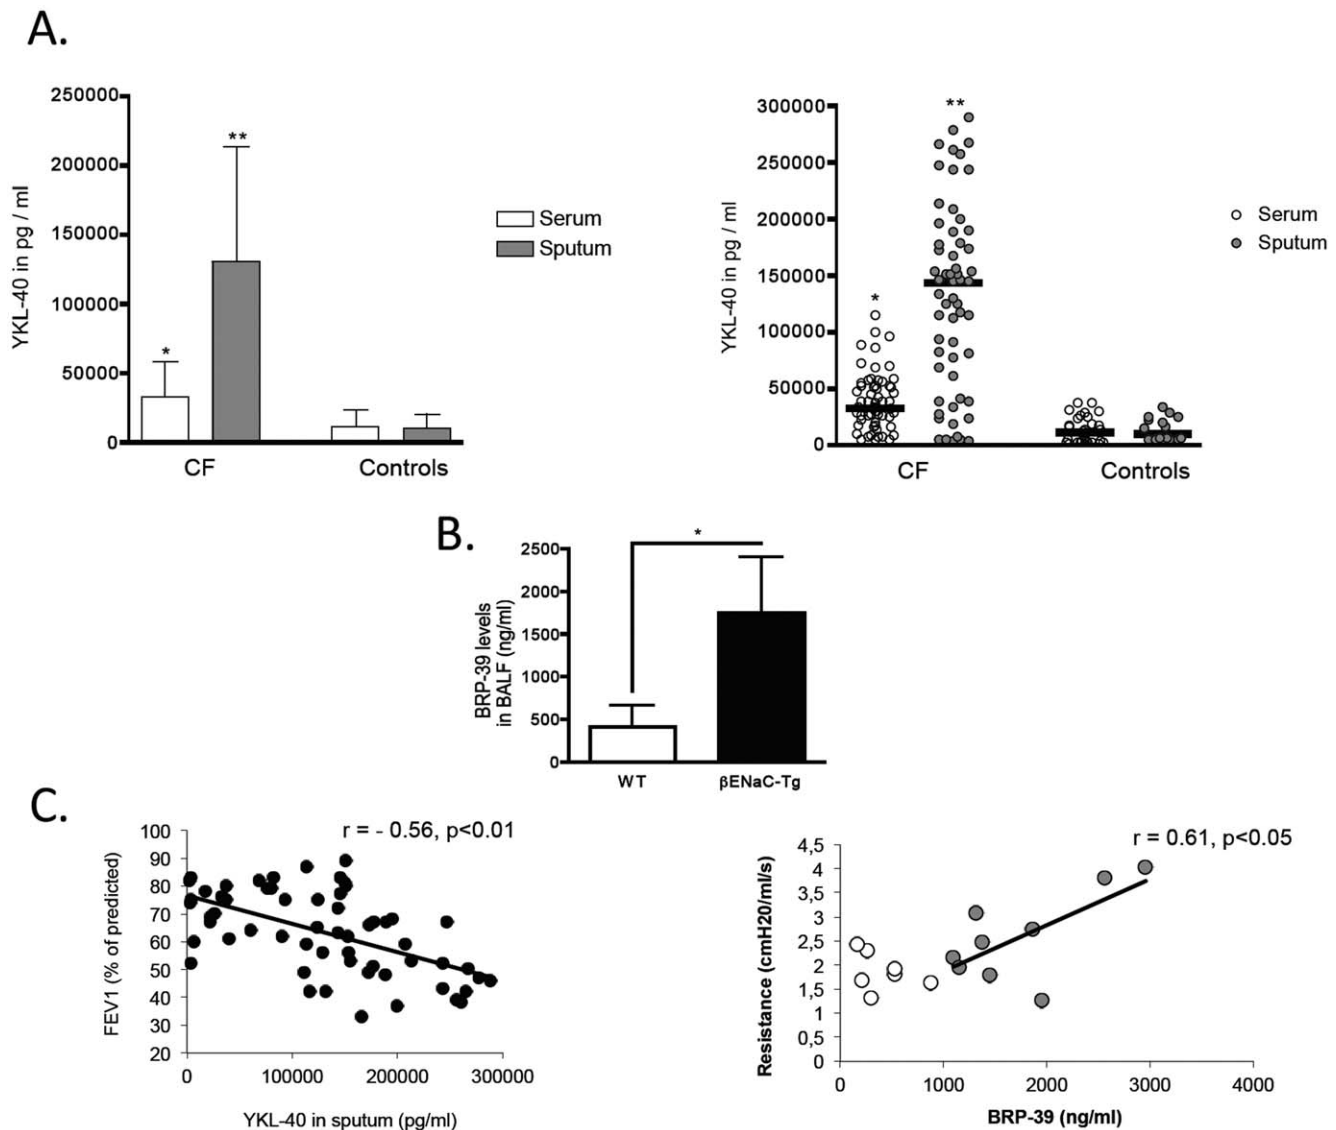 A.
250000
200000
150000
100000
50000
0
YKL-40 in pg / ml
*
**
CF
Controls
Serum
Sputum
300000
250000
200000
150000
100000
50000
0
YKL-40 in pg / ml
*
**
CF
Controls
Serum
Sputum
B.
2500
2000
1500
1000
500
0
BRP-39 levels
in BALF (ng/ml)
*
WT
βENaC-Tg
C.
r = - 0.56, p<0.01
100
90
80
70
60
50
40
30
20
FEV1 (% of predicted)
0
100000
200000
300000
YKL-40 in sputum (pg/ml)
r = 0.61, p<0.05
4,5
4
3,5
3
2,5
2
1,5
1
0,5
0
Resistance (cmH20/ml/s)
0
1000
2000
3000
4000
BRP-39 (ng/ml)